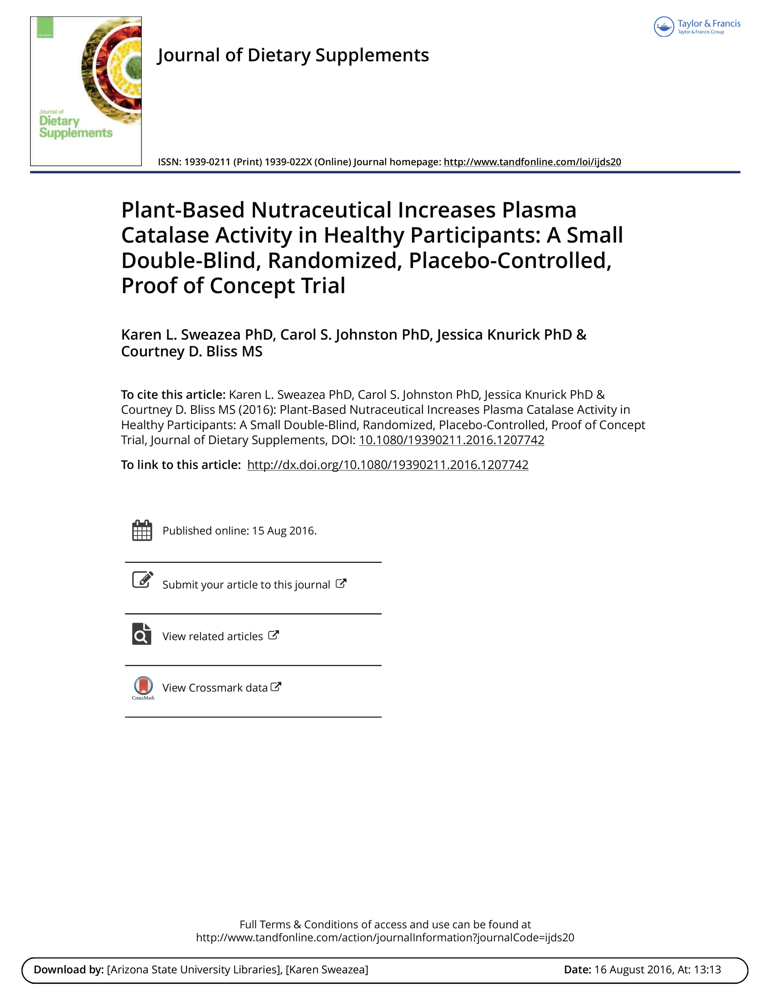 Taylor & Francis
Taylor & Francis Group
Journal of Dietary Supplements
Journal of
Dietary
Supplements
ISSN: 1939-0211 (Print) 1939-022X (Online) Journal homepage: http://www.tandfonline.com/loi/ijds20
Plant-Based Nutraceutical Increases Plasma
Catalase Activity in Healthy Participants: A Small
Double-Blind, Randomized, Placebo-Controlled,
Proof of Concept Trial
Karen L. Sweazea PhD, Carol S. Johnston PhD, Jessica Knurick PhD &
Courtney D. Bliss MS
To cite this article: Karen L. Sweazea PhD, Carol S. Johnston PhD, Jessica Knurick PhD &
Courtney D. Bliss MS (2016): Plant-Based Nutraceutical Increases Plasma Catalase Activity in
Healthy Participants: A Small Double-Blind, Randomized, Placebo-Controlled, Proof of Concept
Trial, Journal of Dietary Supplements, DOI: 10.1080/19390211.2016.1207742
To link to this article: http://dx.doi.org/10.1080/19390211.2016.1207742
Published online: 15 Aug 2016.
Submit your article to this journal
View related articles
CrossMark
View Crossmark data
Full Terms & Conditions of access and use can be found at
http://www.tandfonline.com/action/journalInformation?journalCode=ijds20
Download by: [Arizona State University Libraries], [Karen Sweazea]
Date: 16 August 2016, At: 13:13